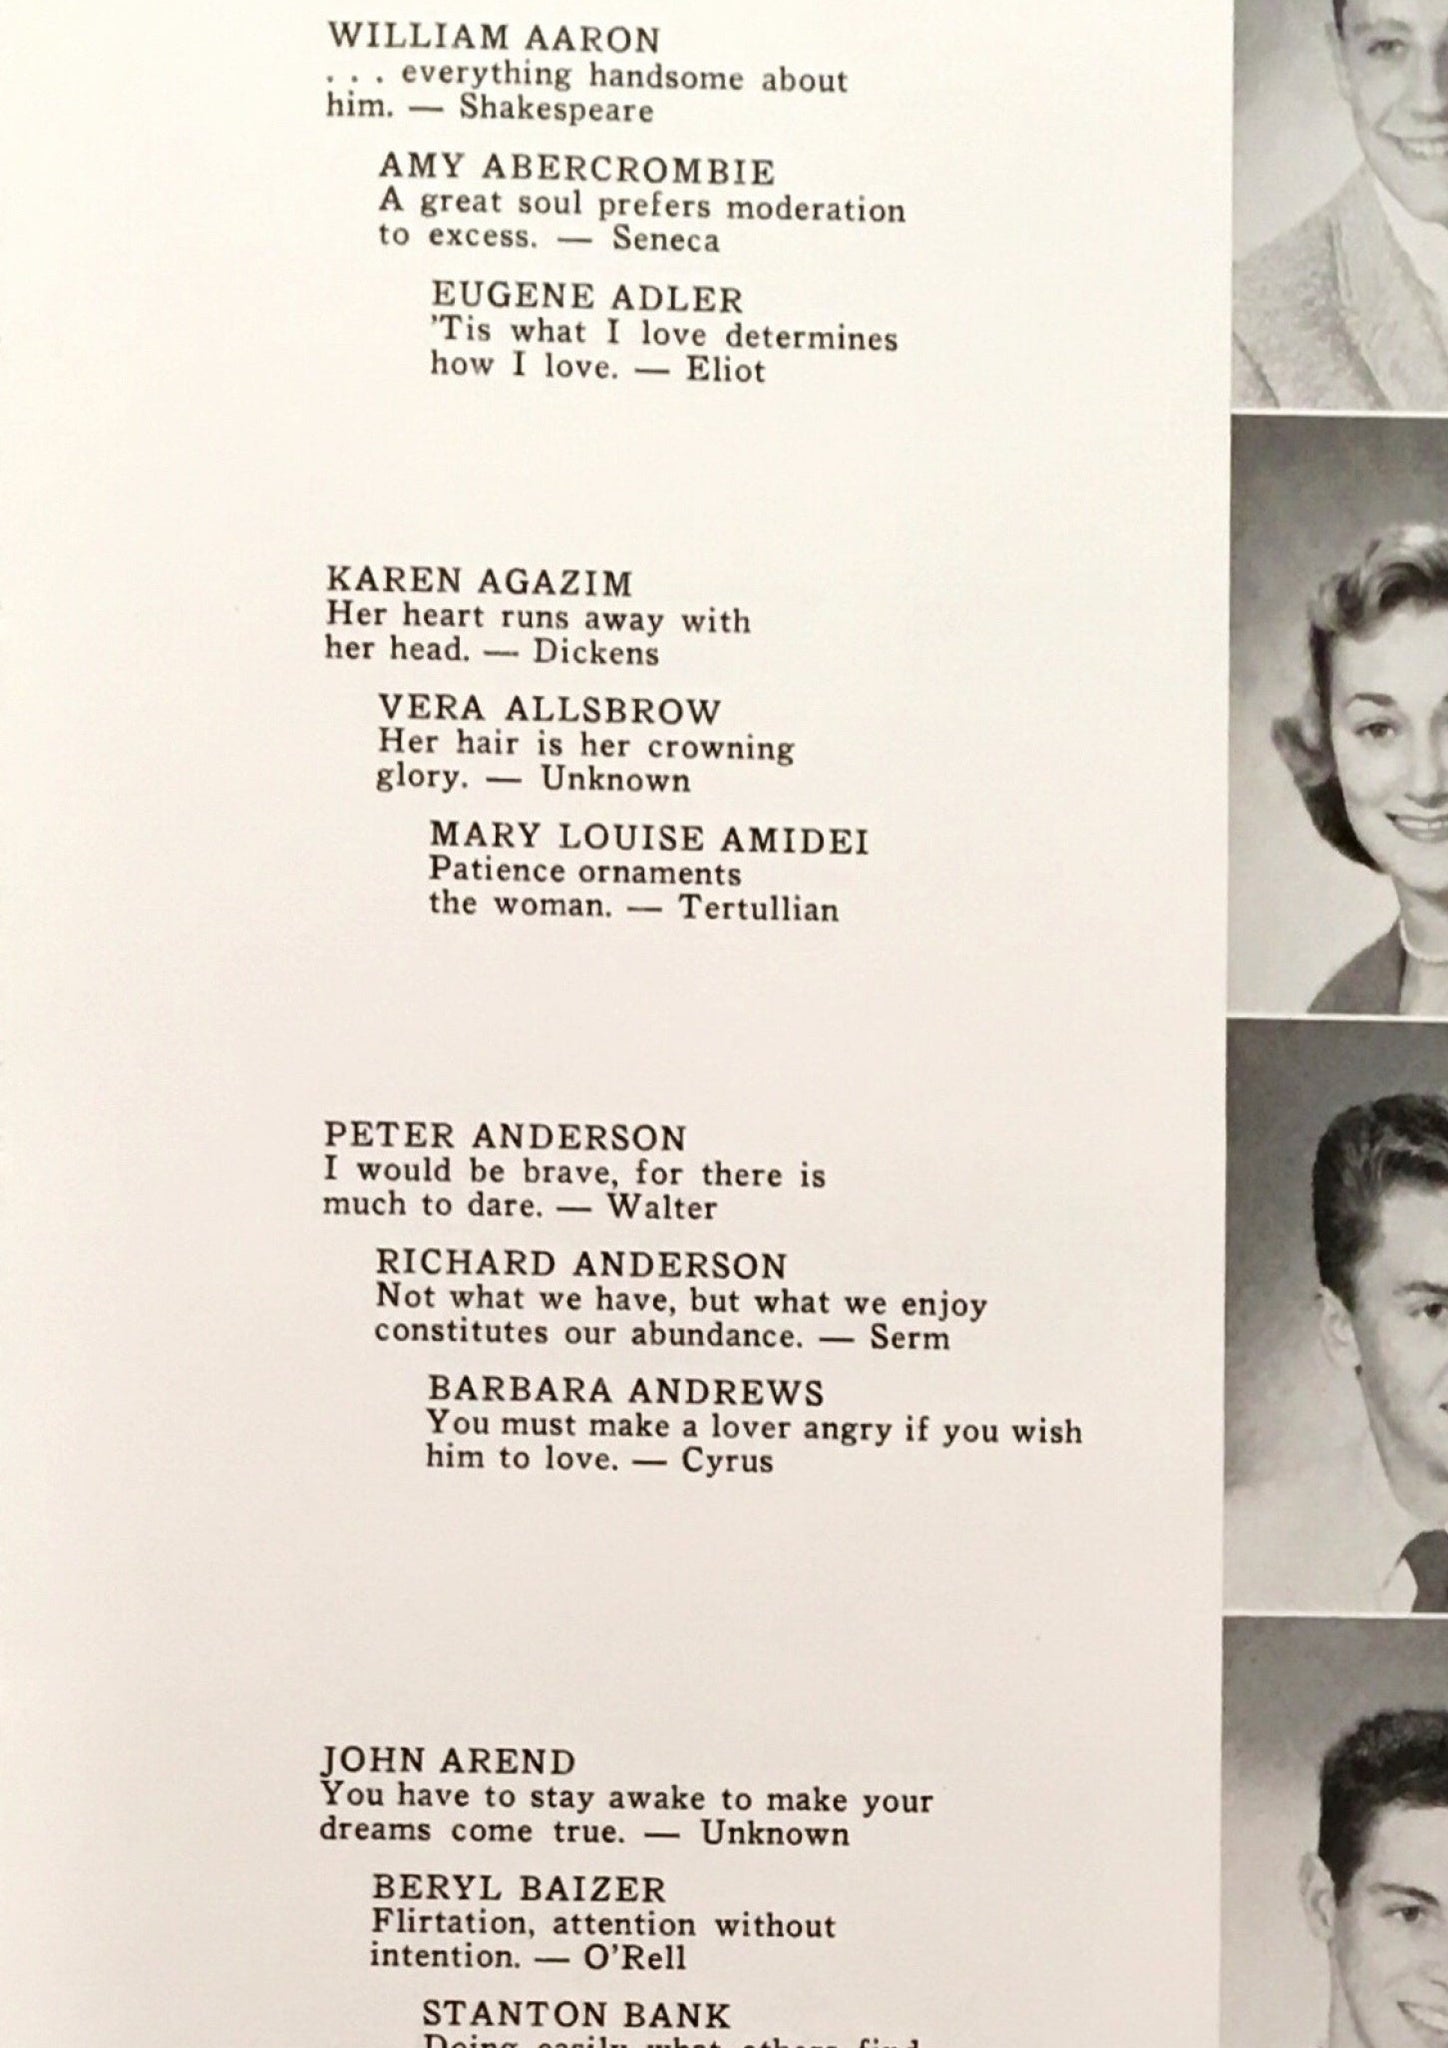 WILLIAM AARON
. . . everything handsome about
him. — Shakespeare
AMY ABERCROMBIE
A great soul prefers moderation
to excess. — Seneca
EUGENE ADLER
'Tis what I love determines
how I love. — Eliot
KAREN AGAZIM
Her heart runs away with
her head. — Dickens
VERA ALLSBROW
Her hair is her crowning
glory. — Unknown
MARY LOUISE AMIDEI
Patience ornaments
the woman. — Tertullian
PETER ANDERSON
I would be brave, for there is
much to dare. — Walter
RICHARD ANDERSON
Not what we have, but what we enjoy
constitutes our abundance. — Serm
BARBARA ANDREWS
You must make a lover angry if you wish
him to love. — Cyrus
JOHN AREND
You have to stay awake to make your
dreams come true. — Unknown
BERYL BAIZER
Flirtation, attention without
intention. — O'Rell
STANTON BANK
Doing easily what others find